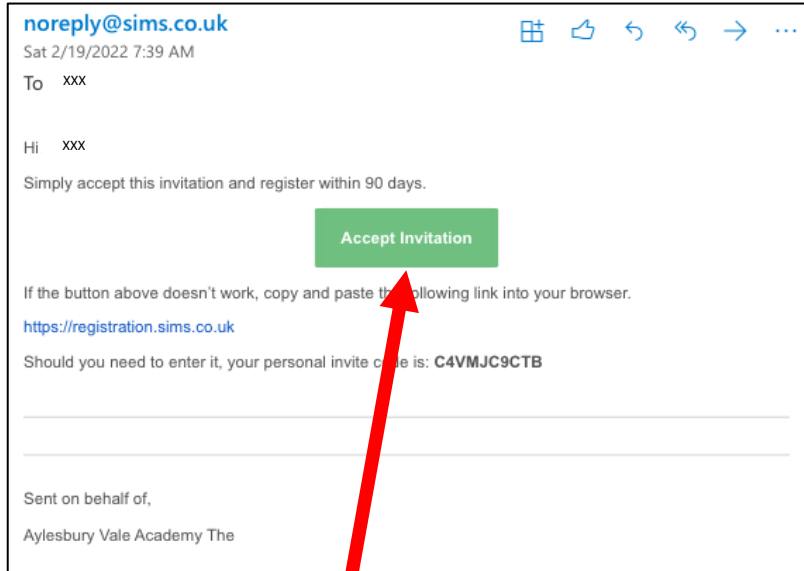 noreply@sims.co.uk
Sat 2/19/2022 7:39 AM
To xxx
Hi xxx
Simply accept this invitation and register within 90 days.
Accept Invitation
If the button above doesn't work, copy and paste the following link into your browser.
https://registration.sims.co.uk
Should you need to enter it, your personal invite code is: C4VMJC9CTB
Sent on behalf of,
Aylesbury Vale Academy The